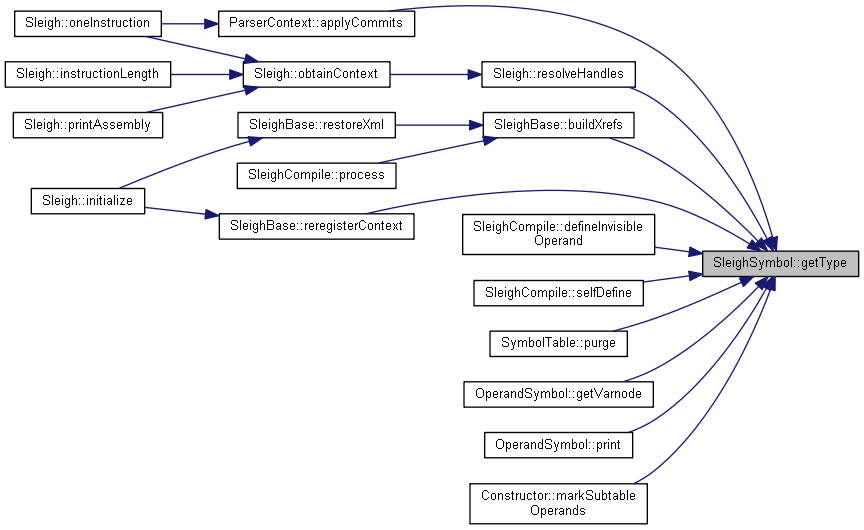 Sleigh::oneInstruction
ParserContext::applyCommits
Sleigh::instructionLength
Sleigh::obtainContext
Sleigh::resolveHandles
Sleigh::printAssembly
SleighBase::restoreXml
SleighBase::buildXrefs
SleighCompile::process
Sleigh::initialize
SleighBase::reregisterContext
SleighCompile::defineInvisible
Operand
SleighSymbol::getType
SleighCompile::selfDefine
SymbolTable::purge
OperandSymbol::getVarnode
OperandSymbol::print
Constructor::markSubtable
Operands